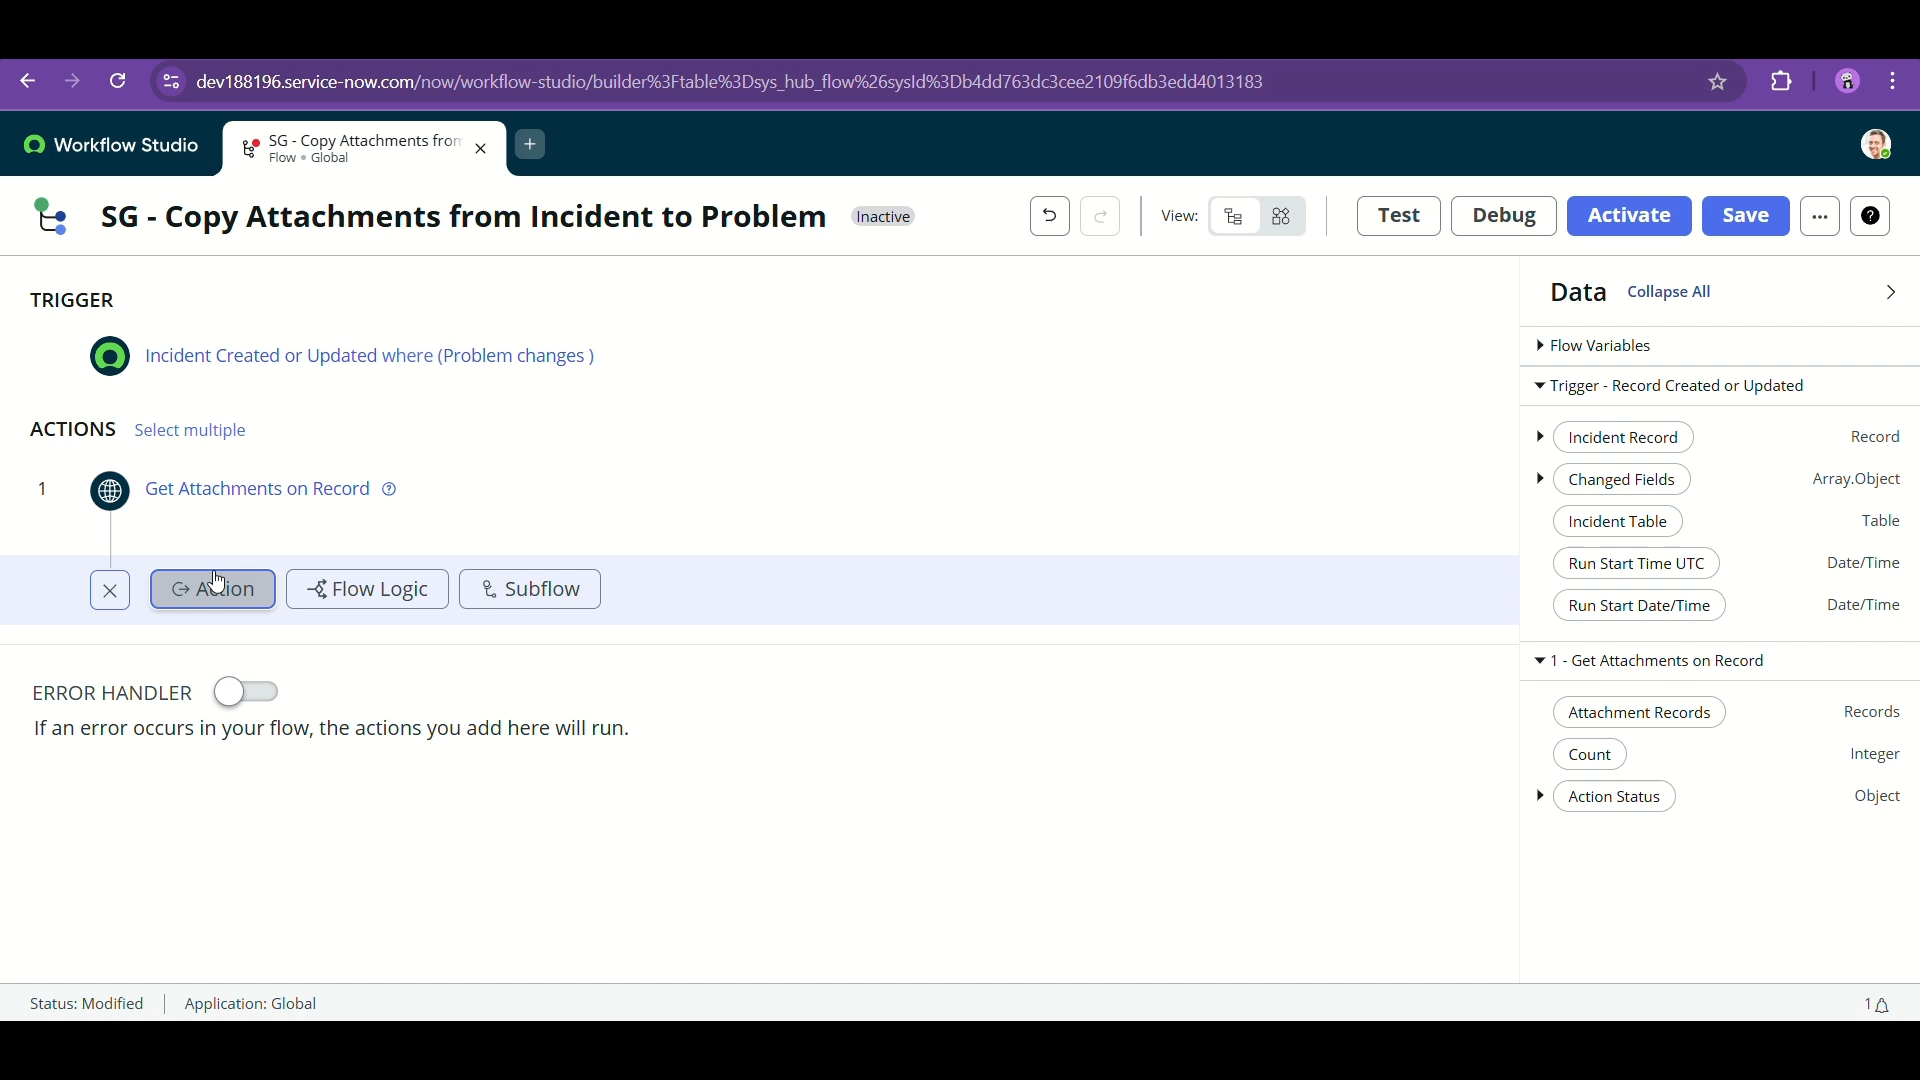 dev188196.service-now.com/now/workflow-studio/builder%3Ftable%3Dsys_hub_flow%26sysId%3Db4dd763dc3cee2109f6db3edd4013183
Workflow Studio
SG - Copy Attachments from
Flow • Global
SG - Copy Attachments from Incident to Problem
Inactive
View:
Test
Debug
Activate
Save
TRIGGER
Incident Created or Updated where (Problem changes )
ACTIONS
Select multiple
1
Get Attachments on Record
Action
Flow Logic
Subflow
ERROR HANDLER
If an error occurs in your flow, the actions you add here will run.
Data
Collapse All
Flow Variables
Trigger - Record Created or Updated
Incident Record Record
Changed Fields Array.Object
Incident Table Table
Run Start Time UTC Date/Time
Run Start Date/Time Date/Time
1 - Get Attachments on Record
Attachment Records Records
Count Integer
Action Status Object
Status: Modified
Application: Global
1